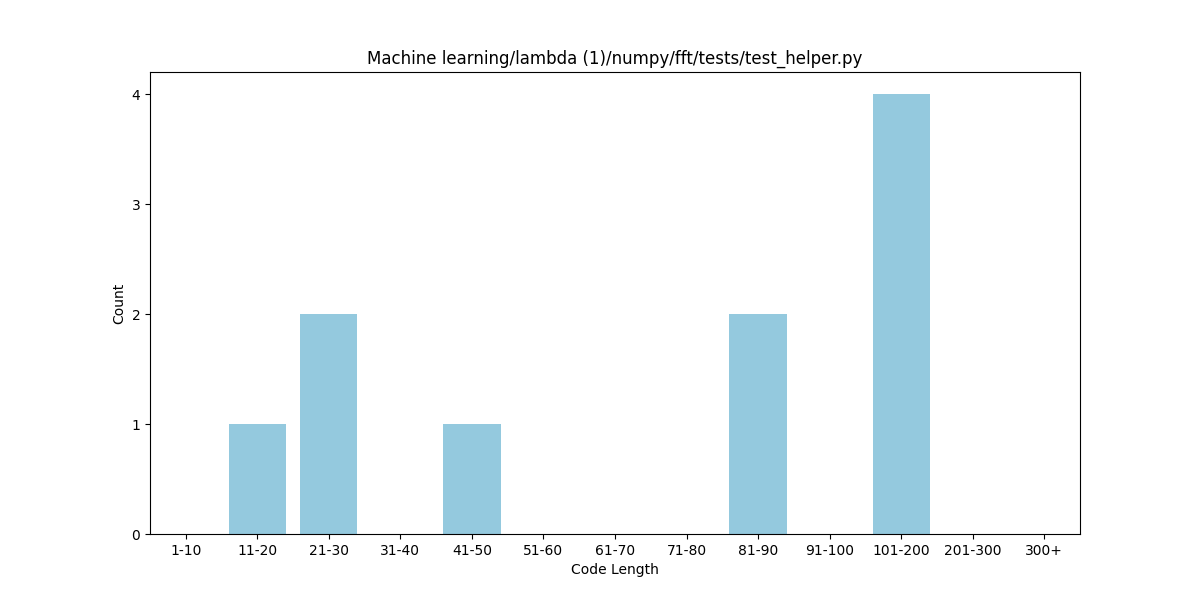 Machine learning/lambda (1)/numpy/fft/tests/test_helper.py
Count
4
3
2
1
0
1-10 11-20 21-30 31-40 41-50 51-60 61-70 71-80 81-90 91-100 101-200 201-300 300+
Code Length